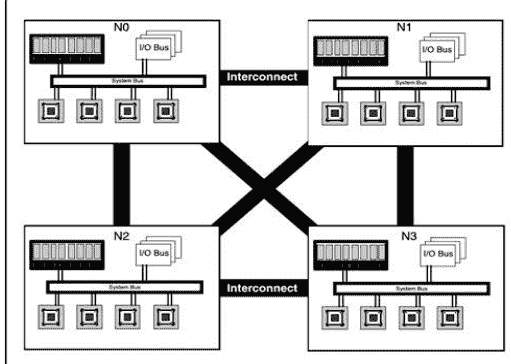 N0
I/O Bus
System Bus
N1
I/O Bus
System Bus
Interconnect
N2
I/O Bus
System Bus
N3
I/O Bus
System Bus
Interconnect